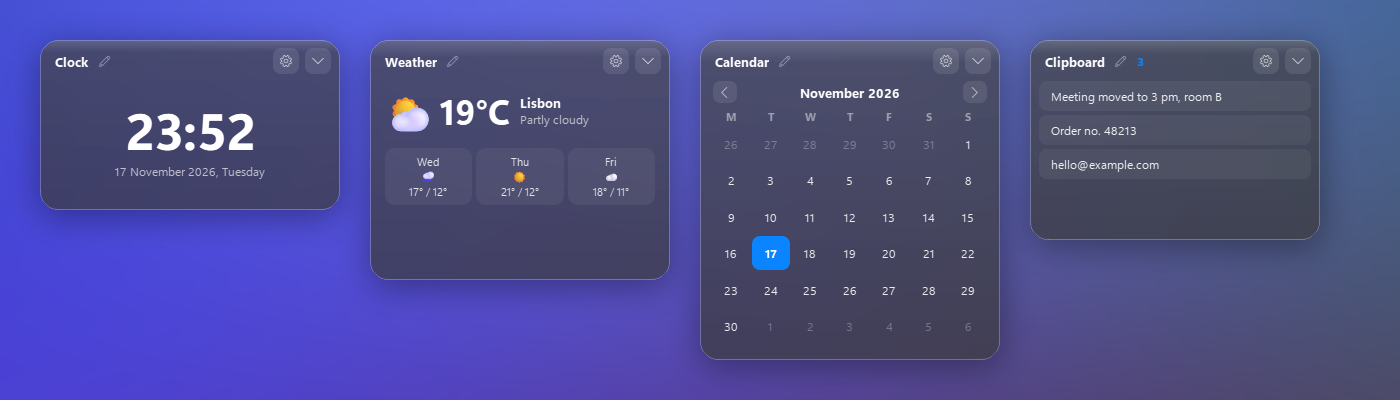 Clock
23:52
17 November 2026, Tuesday
Weather
19°C
Lisbon
Partly cloudy
Wed Thu Fri
17° / 12° 21° / 12° 18° / 11°
Calendar
November 2026
M T W T F S S
26 27 28 29 30 31 1
2 3 4 5 6 7 8
9 10 11 12 13 14 15
16 17 18 19 20 21 22
23 24 25 26 27 28 29
30 1 2 3 4 5 6
Clipboard 3
Meeting moved to 3 pm, room B
Order no. 48213
hello@example.com